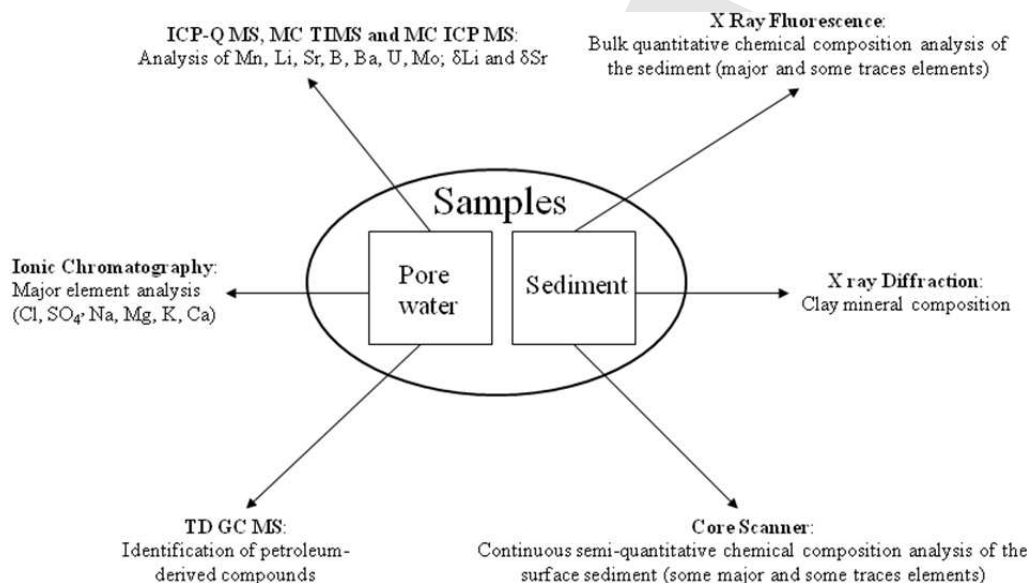 ICP-Q MS, MC TIMS and MC ICP MS:
Analysis of Mn, Li, Sr, B, Ba, U, Mo; δLi and δSr
X Ray Fluorescence:
Bulk quantitative chemical composition analysis of
the sediment (major and some traces elements)
Samples
Pore
water
Sediment
Ionic Chromatography:
Major element analysis
(Cl, SO₄, Na, Mg, K, Ca)
X ray Diffraction:
Clay mineral composition
TD GC MS:
Identification of petroleum-
derived compounds
Core Scanner:
Continuous semi-quantitative chemical composition analysis of the
surface sediment (some major and some traces elements)